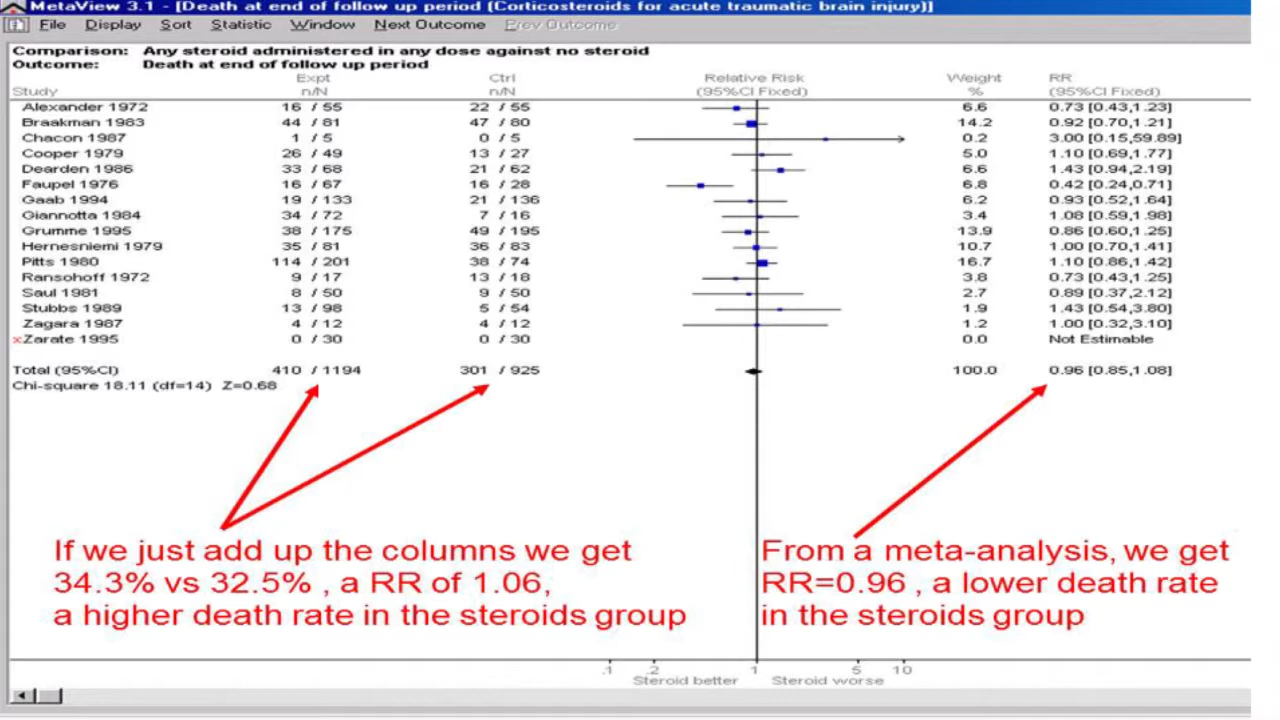 MetaView 3.1 - [Death at end of follow up period (Corticosteroids for acute traumatic brain injury)]
File Display Sort Statistic Window Next Outcome Prev Outcome
Comparison: Any steroid administered in any dose against no steroid
Outcome: Death at end of follow up period
Expt Ctrl Relative Risk Weight RR
Study n/N n/N (95%CI Fixed) % (95%CI Fixed)
Alexander 1972 16 / 55 22 / 55 6.6 0.73 [0.43,1.23]
Braakman 1983 44 / 81 47 / 80 14.2 0.92 [0.70,1.21]
Chacon 1987 1 / 5 0 / 5 0.2 3.00 [0.15,59.89]
Cooper 1979 26 / 49 13 / 27 5.0 1.10 [0.69,1.77]
Dearden 1986 33 / 68 21 / 62 6.6 1.43 [0.94,2.19]
Faupel 1976 16 / 67 16 / 28 6.8 0.42 [0.24,0.71]
Gaab 1994 19 / 133 21 / 136 6.2 0.93 [0.52,1.64]
Giannotta 1984 34 / 72 7 / 16 3.4 1.08 [0.59,1.98]
Grumme 1995 38 / 175 49 / 195 13.9 0.86 [0.60,1.25]
Hernesniemi 1979 35 / 81 36 / 83 10.7 1.00 [0.70,1.41]
Pitts 1980 114 / 201 38 / 74 16.7 1.10 [0.86,1.42]
Ransohoff 1972 9 / 17 13 / 18 3.8 0.73 [0.43,1.25]
Saul 1981 8 / 50 9 / 50 2.7 0.89 [0.37,2.12]
Stubbs 1989 13 / 98 5 / 54 1.9 1.43 [0.54,3.80]
Zagara 1987 4 / 12 4 / 12 1.2 1.00 [0.32,3.10]
xZarate 1995 0 / 30 0 / 30 0.0 Not Estimable
Total (95%CI) 410 / 1194 301 / 925 100.0 0.96 [0.85,1.08]
Chi-square 18.11 (df=14) Z=0.68
If we just add up the columns we get
34.3% vs 32.5% , a RR of 1.06,
a higher death rate in the steroids group
From a meta-analysis, we get
RR=0.96 , a lower death rate
in the steroids group
.1 .2 1 5 10
Steroid better Steroid worse